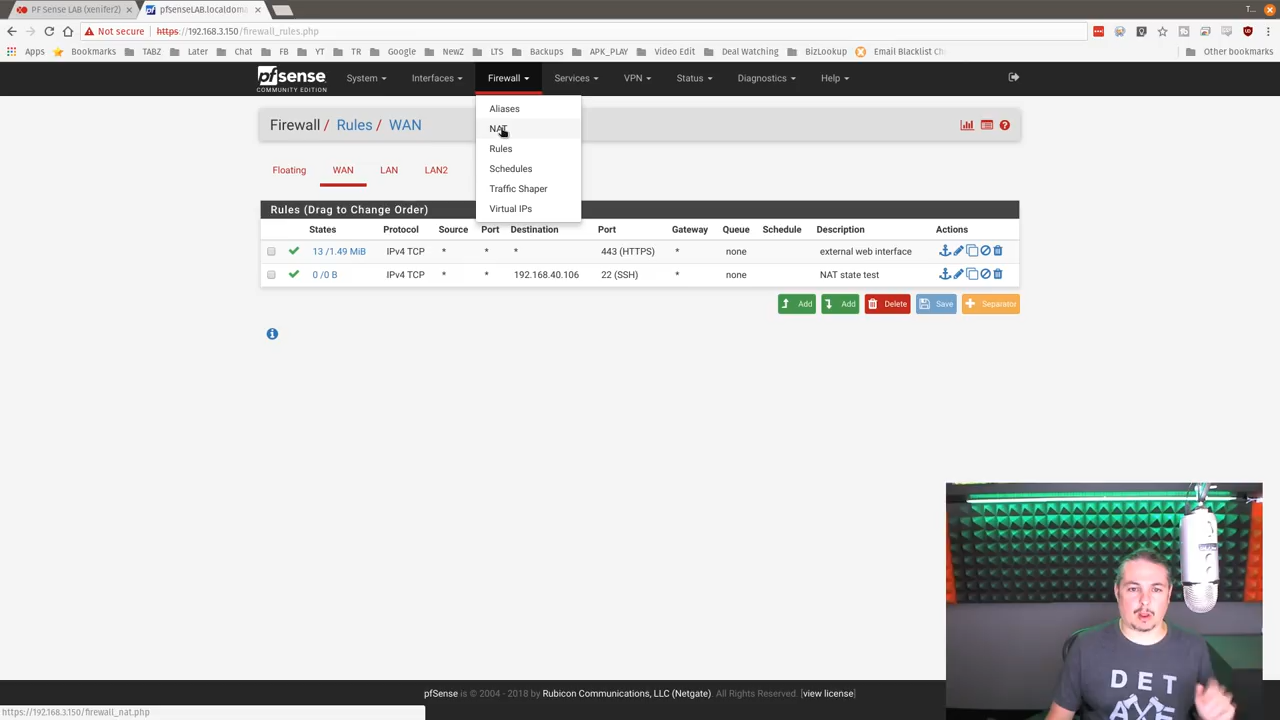 PF Sense LAB (xenifer2)
pfsenseLAB.localdoma
T...
Not secure
https://192.168.3.150/firewall_rules.php
Apps
Bookmarks
TABZ
Later
Chat
FB
YT
TR
Google
NewZ
LTS
Backups
APK_PLAY
Video Edit
Deal Watching
BizLookup
Email Blacklist Ch
Other bookmarks
pfsense
COMMUNITY EDITION
System
Interfaces
Firewall
Services
VPN
Status
Diagnostics
Help
Aliases
NAT
Rules
Schedules
Traffic Shaper
Virtual IPs
Firewall / Rules / WAN
Floating
WAN
LAN
LAN2
Rules (Drag to Change Order)
States Protocol Source Port Destination Port Gateway Queue Schedule Description Actions
13 /1.49 MiB IPv4 TCP * * * 443 (HTTPS) * none external web interface
0 /0 B IPv4 TCP * * 192.168.40.106 22 (SSH) * none NAT state test
Add
Add
Delete
Save
Separator
pfSense is © 2004 - 2018 by Rubicon Communications, LLC (Netgate). All Rights Reserved. [view license]
https://192.168.3.150/firewall_nat.php
DET